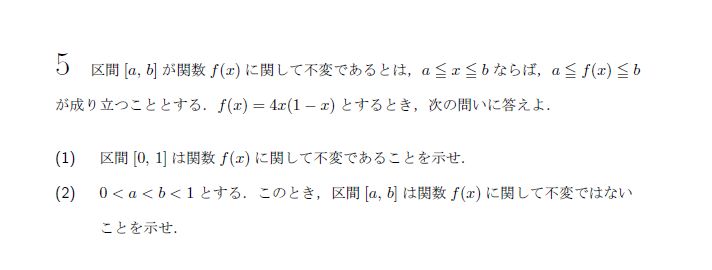 5 区間 [a, b] が関数 f(x) に関して不変であるとは，a ≦ x ≦ b ならば，a ≦ f(x) ≦ b
が成り立つこととする．f(x) = 4x(1 − x) とするとき，次の問いに答えよ．
(1) 区間 [0, 1] は関数 f(x) に関して不変であることを示せ．
(2) 0 < a < b < 1 とする．このとき，区間 [a, b] は関数 f(x) に関して不変ではない
ことを示せ．